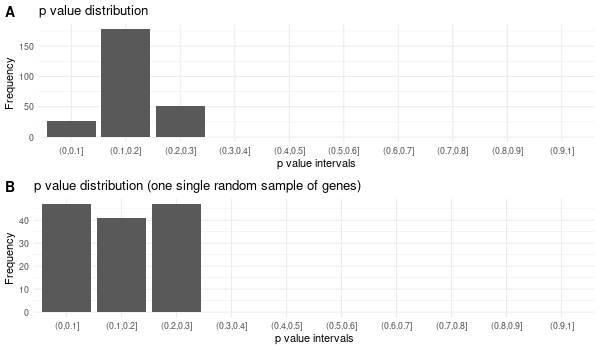 A p value distribution
Frequency
150
100
50
0
(0,0.1] (0.1,0.2] (0.2,0.3] (0.3,0.4] (0.4,0.5] (0.5,0.6] (0.6,0.7] (0.7,0.8] (0.8,0.9] (0.9,1]
p value intervals
B p value distribution (one single random sample of genes)
Frequency
40
30
20
10
0
(0,0.1] (0.1,0.2] (0.2,0.3] (0.3,0.4] (0.4,0.5] (0.5,0.6] (0.6,0.7] (0.7,0.8] (0.8,0.9] (0.9,1]
p value intervals